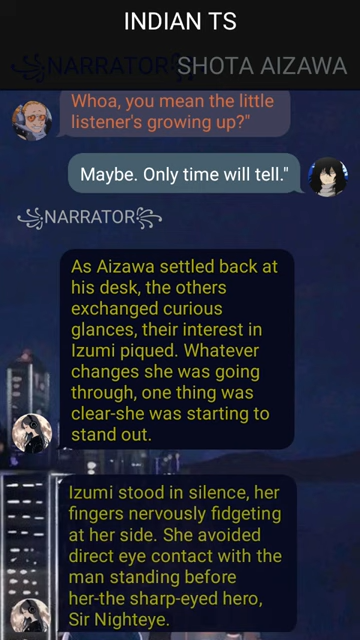 INDIAN TS
꧁NARRATOR꧂
SHOTA AIZAWA
Whoa, you mean the little
listener's growing up?"
Maybe. Only time will tell."
꧁NARRATOR꧂
As Aizawa settled back at
his desk, the others
exchanged curious
glances, their interest in
Izumi piqued. Whatever
changes she was going
through, one thing was
clear-she was starting to
stand out.
Izumi stood in silence, her
fingers nervously fidgeting
at her side. She avoided
direct eye contact with the
man standing before
her-the sharp-eyed hero,
Sir Nighteye.